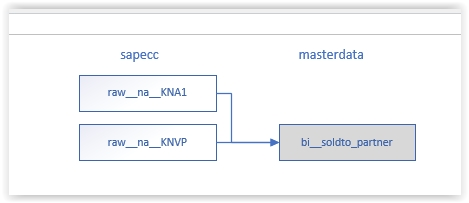 sapecc
masterdata
raw__na__KNA1
raw__na__KNVP
bi__soldto_partner